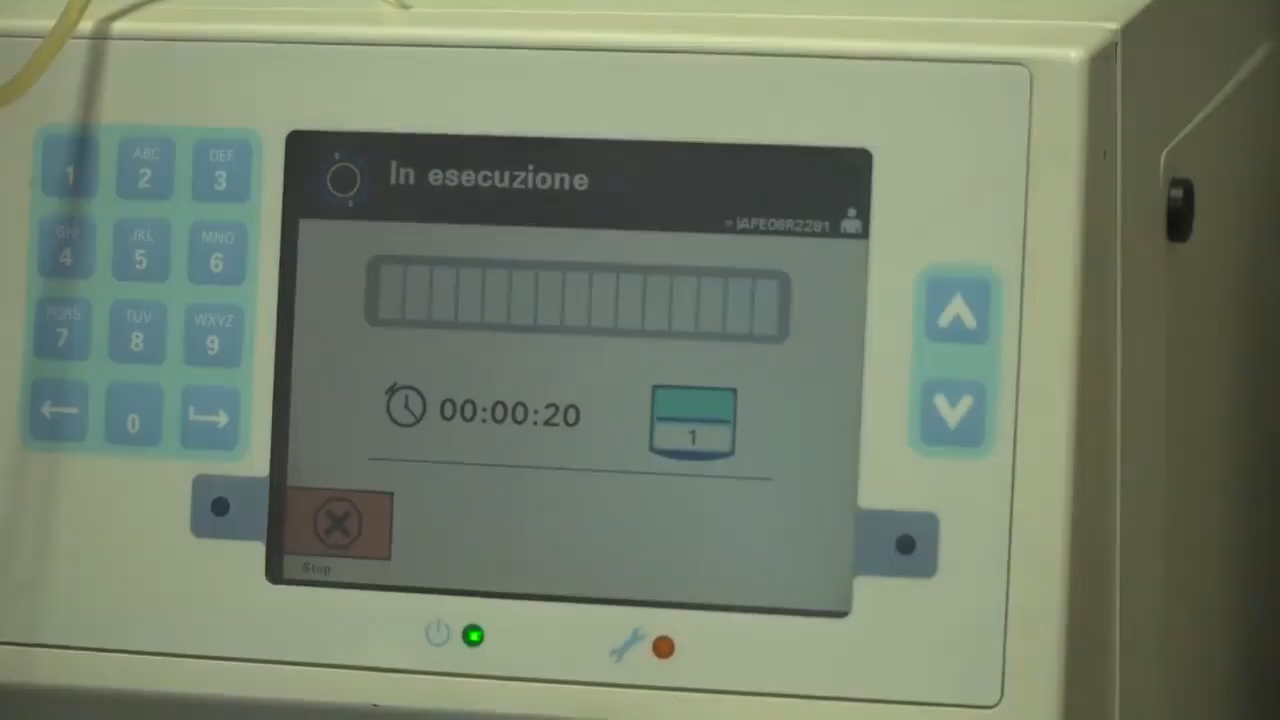 In esecuzione
IAFE08R2281
1
ABC
2
DEF
3
GHI
4
JKL
5
MNO
6
PQRS
7
TUV
8
WXYZ
9
0
00:00:20
1
Stop